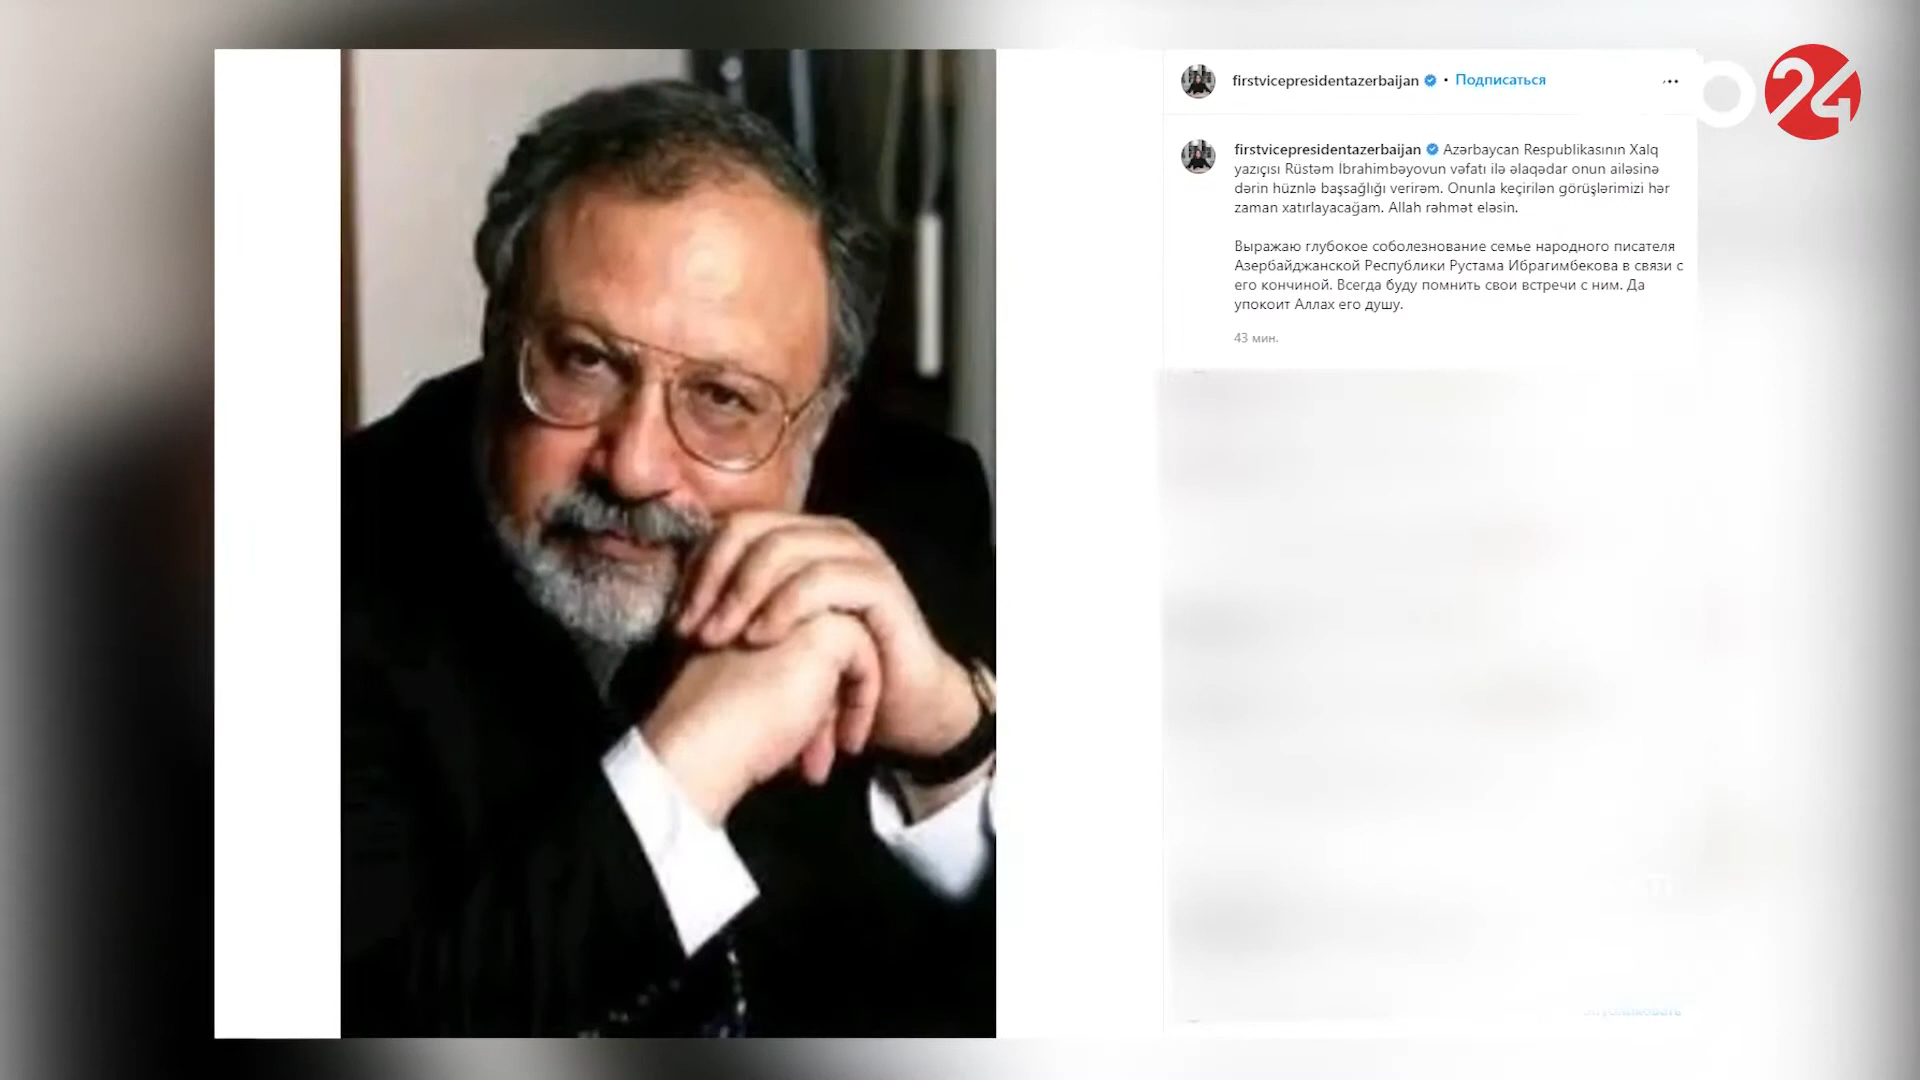 firstvicepresidentazerbaijan • Подписаться
24
firstvicepresidentazerbaijan Azərbaycan Respublikasının Xalq
yazıçısı Rüstəm İbrahimbəyovun vəfatı ilə əlaqədar onun ailəsinə
dərin hüznlə başsağlığı verirəm. Onunla keçirilən görüşlərimizi hər
zaman xatırlayacağam. Allah rəhmət eləsin.
Выражаю глубокое соболезнование семье народного писателя
Азербайджанской Республики Рустама Ибрагимбекова в связи с
его кончиной. Всегда буду помнить свои встречи с ним. Да
упокоит Аллах его душу.
43 мин.